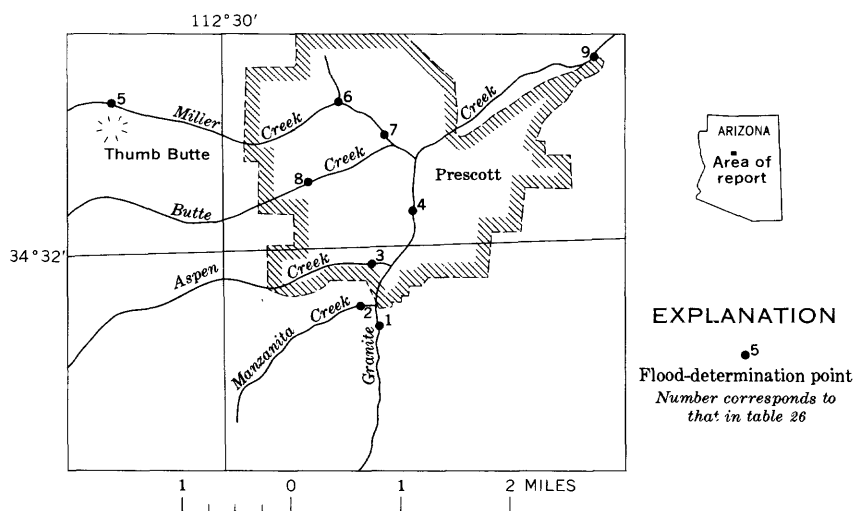 112°30'
9
5
Miller
Creek
6
7
Creek
Thumb Butte
8
Creek
Prescott
Butte
4
34°32'
Aspen
Creek
3
Manzanita
Creek
2
1
Granite
ARIZONA
Area of
report
EXPLANATION
5
Flood-determination point
Number corresponds to
that in table 26
1 0 1 2 MILES